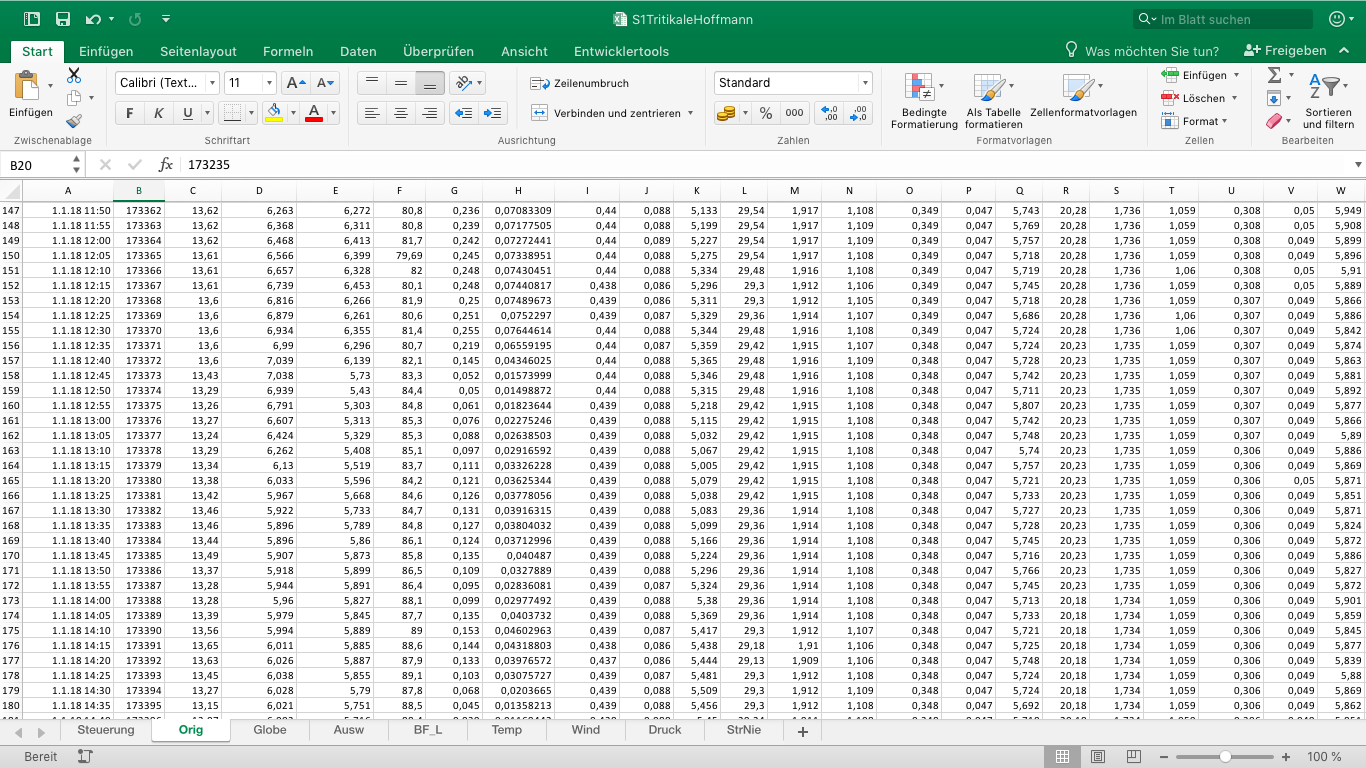 S1TritikaleHoffmann
Im Blatt suchen
Start Einfügen Seitenlayout Formeln Daten Überprüfen Ansicht Entwicklertools
Was möchten Sie tun?
Freigeben
Einfügen
Zwischenablage
Calibri (Text... 11
F K U
Schriftart
Zeilenumbruch
Verbinden und zentrieren
Ausrichtung
Standard
% 000
Zahlen
Bedingte Formatierung
Als Tabelle formatieren
Zellenformatvorlagen
Formatvorlagen
Einfügen
Löschen
Format
Zellen
Sortieren und filtern
Bearbeiten
B20 fx 173235
A B C D E F G H I J K L M N O P Q R S T U V W
147 1.1.18 11:50 173362 13,62 6,263 6,272 80,8 0,236 0,07083309 0,44 0,088 5,133 29,54 1,917 1,108 0,349 0,047 5,743 20,28 1,736 1,059 0,308 0,05 5,949
148 1.1.18 11:55 173363 13,62 6,368 6,311 80,8 0,239 0,07177505 0,44 0,088 5,199 29,54 1,917 1,109 0,349 0,047 5,769 20,28 1,736 1,059 0,308 0,05 5,908
149 1.1.18 12:00 173364 13,62 6,468 6,413 81,7 0,242 0,07272441 0,44 0,089 5,227 29,54 1,917 1,109 0,349 0,047 5,757 20,28 1,736 1,059 0,308 0,049 5,899
150 1.1.18 12:05 173365 13,61 6,566 6,399 79,69 0,245 0,07338951 0,44 0,088 5,275 29,54 1,917 1,108 0,349 0,047 5,718 20,28 1,736 1,059 0,308 0,049 5,896
151 1.1.18 12:10 173366 13,61 6,657 6,328 82 0,248 0,07430451 0,44 0,088 5,334 29,48 1,916 1,108 0,349 0,047 5,719 20,28 1,736 1,06 0,308 0,05 5,91
152 1.1.18 12:15 173367 13,61 6,739 6,453 80,1 0,248 0,07440817 0,438 0,086 5,296 29,3 1,912 1,106 0,349 0,047 5,745 20,28 1,736 1,059 0,308 0,05 5,889
153 1.1.18 12:20 173368 13,6 6,816 6,266 81,9 0,25 0,07489673 0,439 0,086 5,311 29,3 1,912 1,105 0,349 0,047 5,718 20,28 1,736 1,059 0,307 0,049 5,866
154 1.1.18 12:25 173369 13,6 6,879 6,261 80,6 0,251 0,0752297 0,439 0,087 5,329 29,36 1,914 1,107 0,349 0,047 5,686 20,28 1,736 1,06 0,307 0,049 5,886
155 1.1.18 12:30 173370 13,6 6,934 6,355 81,4 0,255 0,07644614 0,44 0,088 5,344 29,48 1,916 1,108 0,349 0,047 5,724 20,28 1,736 1,06 0,307 0,049 5,842
156 1.1.18 12:35 173371 13,6 6,99 6,296 80,7 0,219 0,06559195 0,44 0,087 5,359 29,42 1,915 1,107 0,348 0,047 5,724 20,23 1,735 1,059 0,307 0,049 5,874
157 1.1.18 12:40 173372 13,6 7,039 6,139 82,1 0,145 0,04346025 0,44 0,088 5,365 29,48 1,916 1,109 0,348 0,047 5,728 20,23 1,735 1,059 0,307 0,049 5,863
158 1.1.18 12:45 173373 13,43 7,038 5,73 83,3 0,052 0,01573999 0,44 0,088 5,346 29,48 1,916 1,108 0,348 0,047 5,742 20,23 1,735 1,059 0,307 0,049 5,881
159 1.1.18 12:50 173374 13,29 6,939 5,43 84,4 0,05 0,01498872 0,44 0,088 5,315 29,48 1,916 1,108 0,348 0,047 5,711 20,23 1,735 1,059 0,307 0,049 5,892
160 1.1.18 12:55 173375 13,26 6,791 5,303 84,8 0,061 0,01823644 0,439 0,088 5,218 29,42 1,915 1,108 0,348 0,047 5,807 20,23 1,735 1,059 0,307 0,049 5,877
161 1.1.18 13:00 173376 13,27 6,607 5,313 85,3 0,076 0,02275246 0,439 0,088 5,115 29,42 1,915 1,108 0,348 0,047 5,742 20,23 1,735 1,059 0,307 0,049 5,866
162 1.1.18 13:05 173377 13,24 6,424 5,329 85,3 0,088 0,02638503 0,439 0,088 5,032 29,42 1,915 1,108 0,348 0,047 5,748 20,23 1,735 1,059 0,307 0,049 5,89
163 1.1.18 13:10 173378 13,29 6,262 5,408 85,1 0,097 0,02916592 0,439 0,088 5,067 29,42 1,915 1,108 0,348 0,047 5,74 20,23 1,735 1,059 0,306 0,049 5,886
164 1.1.18 13:15 173379 13,34 6,13 5,519 83,7 0,111 0,03326228 0,439 0,088 5,005 29,42 1,915 1,108 0,348 0,047 5,757 20,23 1,735 1,059 0,306 0,049 5,869
165 1.1.18 13:20 173380 13,38 6,033 5,596 84,2 0,121 0,03625344 0,439 0,088 5,079 29,42 1,915 1,108 0,348 0,047 5,721 20,23 1,735 1,059 0,306 0,05 5,871
166 1.1.18 13:25 173381 13,42 5,967 5,668 84,6 0,126 0,03778056 0,439 0,088 5,038 29,42 1,915 1,108 0,348 0,047 5,733 20,23 1,735 1,059 0,306 0,049 5,851
167 1.1.18 13:30 173382 13,46 5,922 5,733 84,7 0,131 0,03916315 0,439 0,088 5,083 29,36 1,914 1,108 0,348 0,047 5,727 20,23 1,735 1,059 0,306 0,049 5,871
168 1.1.18 13:35 173383 13,46 5,896 5,789 84,8 0,127 0,03804032 0,439 0,088 5,099 29,36 1,914 1,108 0,348 0,047 5,728 20,23 1,735 1,059 0,306 0,049 5,824
169 1.1.18 13:40 173384 13,44 5,896 5,86 86,1 0,124 0,03712996 0,439 0,088 5,166 29,36 1,914 1,108 0,348 0,047 5,745 20,23 1,735 1,059 0,306 0,049 5,872
170 1.1.18 13:45 173385 13,49 5,907 5,873 85,8 0,135 0,040487 0,439 0,088 5,224 29,36 1,914 1,108 0,348 0,047 5,716 20,23 1,735 1,059 0,306 0,049 5,886
171 1.1.18 13:50 173386 13,37 5,918 5,899 86,5 0,109 0,0327889 0,439 0,088 5,296 29,36 1,914 1,108 0,348 0,047 5,766 20,23 1,735 1,059 0,306 0,049 5,827
172 1.1.18 13:55 173387 13,28 5,944 5,891 86,4 0,095 0,02836081 0,439 0,087 5,324 29,36 1,914 1,108 0,348 0,047 5,745 20,23 1,735 1,059 0,306 0,049 5,872
173 1.1.18 14:00 173388 13,28 5,96 5,827 88,1 0,099 0,02977492 0,439 0,088 5,38 29,36 1,914 1,108 0,348 0,047 5,713 20,18 1,734 1,059 0,306 0,049 5,901
174 1.1.18 14:05 173389 13,39 5,979 5,845 87,7 0,135 0,0403732 0,439 0,088 5,369 29,36 1,914 1,108 0,348 0,047 5,733 20,18 1,734 1,059 0,306 0,049 5,859
175 1.1.18 14:10 173390 13,56 5,994 5,889 89 0,153 0,04602963 0,439 0,087 5,417 29,3 1,912 1,107 0,348 0,047 5,721 20,18 1,734 1,059 0,306 0,049 5,845
176 1.1.18 14:15 173391 13,65 6,011 5,885 88,6 0,144 0,04318803 0,438 0,086 5,438 29,18 1,91 1,106 0,348 0,047 5,725 20,18 1,734 1,059 0,306 0,049 5,877
177 1.1.18 14:20 173392 13,63 6,026 5,887 87,9 0,133 0,03976572 0,437 0,086 5,444 29,13 1,909 1,106 0,348 0,047 5,748 20,18 1,734 1,059 0,306 0,049 5,839
178 1.1.18 14:25 173393 13,45 6,038 5,855 89,1 0,103 0,03075727 0,439 0,087 5,481 29,3 1,912 1,108 0,348 0,047 5,724 20,18 1,734 1,059 0,306 0,049 5,88
179 1.1.18 14:30 173394 13,27 6,028 5,79 87,8 0,068 0,0203665 0,439 0,088 5,509 29,3 1,912 1,109 0,348 0,047 5,724 20,18 1,734 1,059 0,306 0,049 5,869
180 1.1.18 14:35 173395 13,15 6,021 5,751 88,5 0,045 0,01358213 0,439 0,088 5,456 29,3 1,912 1,108 0,348 0,047 5,692 20,18 1,734 1,059 0,306 0,049 5,862
Steuerung Orig Globe Ausw BF_L Temp Wind Druck StrNie
Bereit
100 %